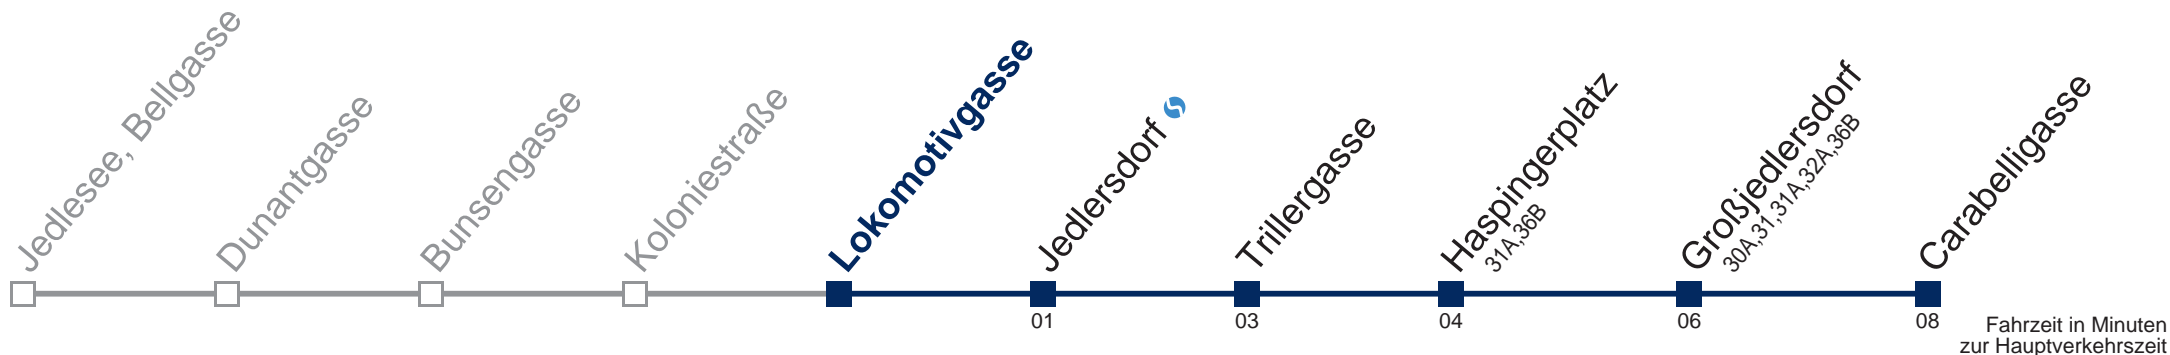 Jedlesee, Bellgasse
Dunantgasse
Bunsengasse
Koloniestraße
Lokomotivgasse
Jedlersdorf
Trillergasse
Haspingerplatz
31A,36B
Großjedlersdorf
30A,31,31A,32A,36B
Carabelligasse
01
03
04
06
08
Fahrzeit in Minuten
zur Hauptverkehrszeit